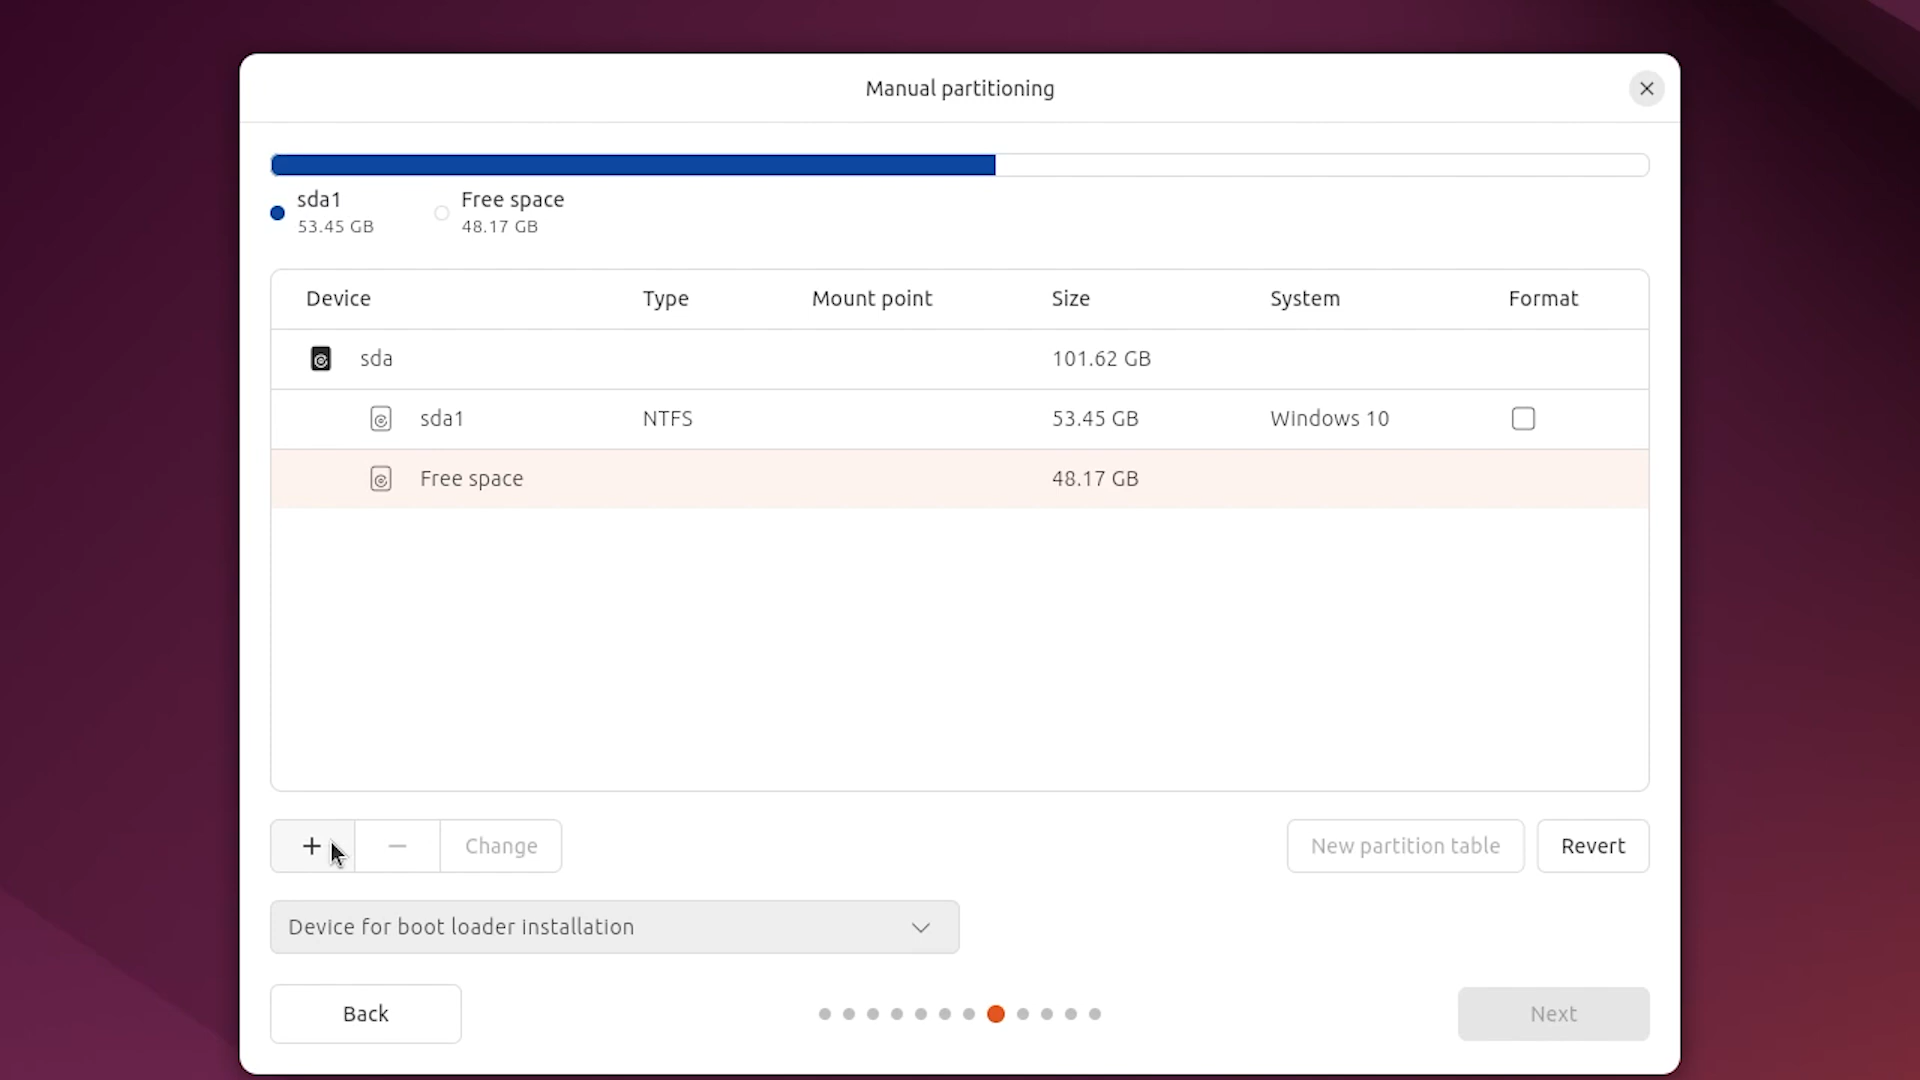 Manual partitioning
sda1
53.45 GB
Free space
48.17 GB
Device Type Mount point Size System Format
sda 101.62 GB
sda1 NTFS 53.45 GB Windows 10
Free space 48.17 GB
+ − Change
New partition table
Revert
Device for boot loader installation
Back
Next